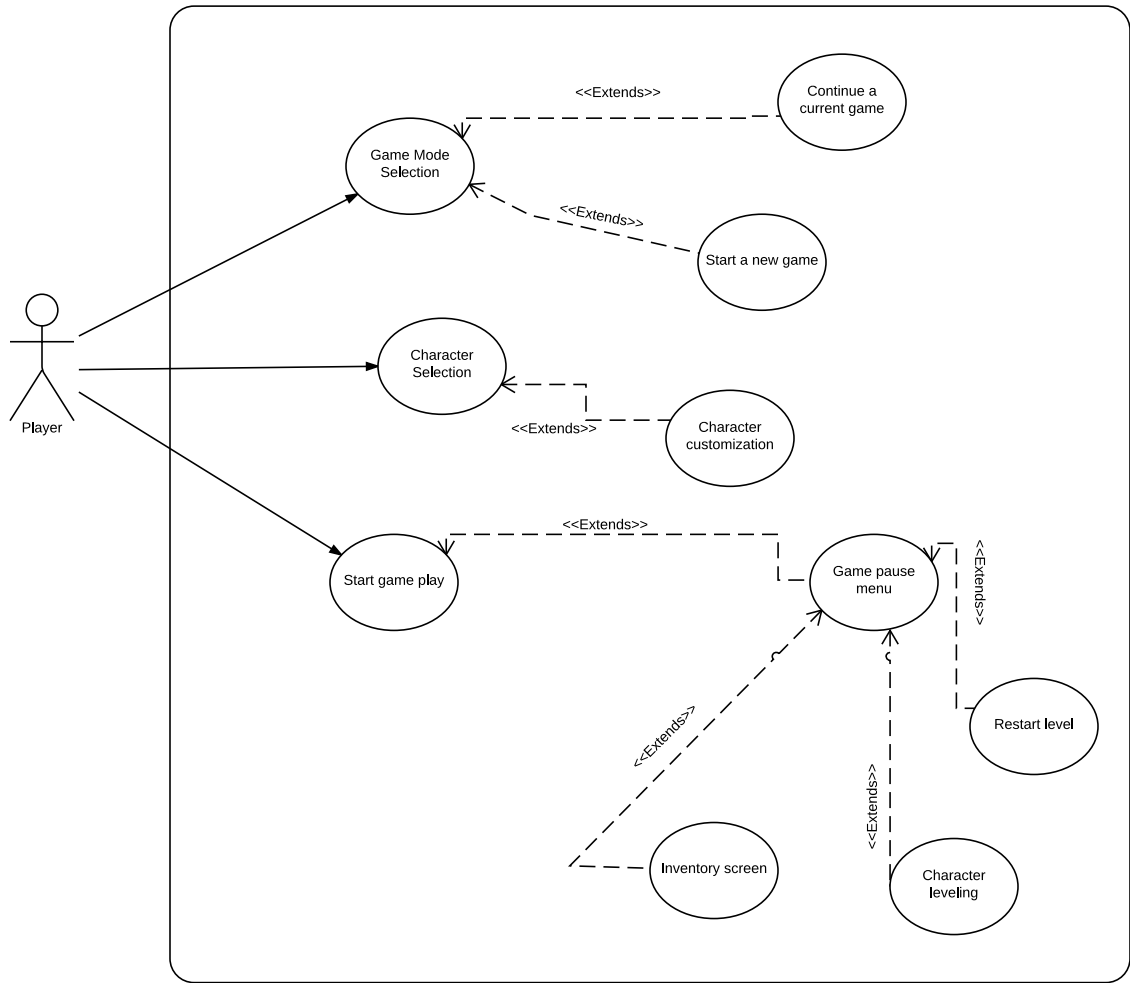 <<Extends>>
Continue a
current game
Game Mode
Selection
<<Extends>>
Start a new game
Player
Character
Selection
<<Extends>>
Character
customization
<<Extends>>
Start game play
Game pause
menu
<<Extends>>
Restart level
<<Extends>>
<<Extends>>
Inventory screen
Character
leveling